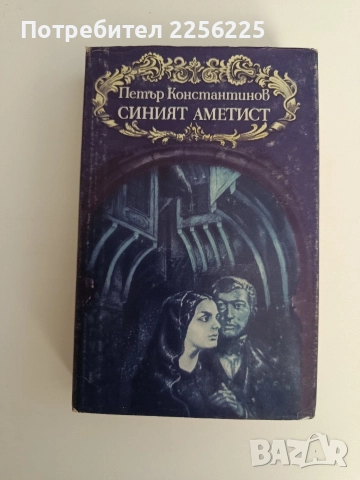 Потребител 2256225
Петър Константинов
СИНИЯТ АМЕТИСТ
BAZAR